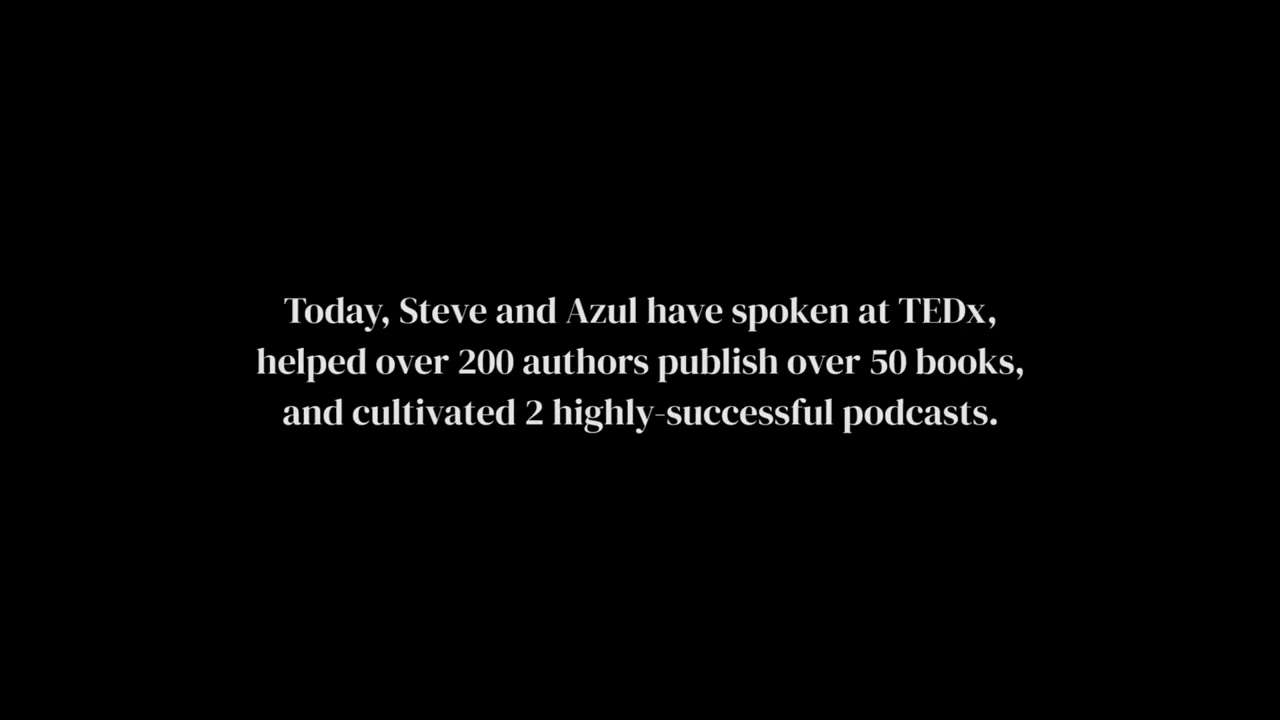 Today, Steve and Azul have spoken at TEDx,
helped over 200 authors publish over 50 books,
and cultivated 2 highly-successful podcasts.